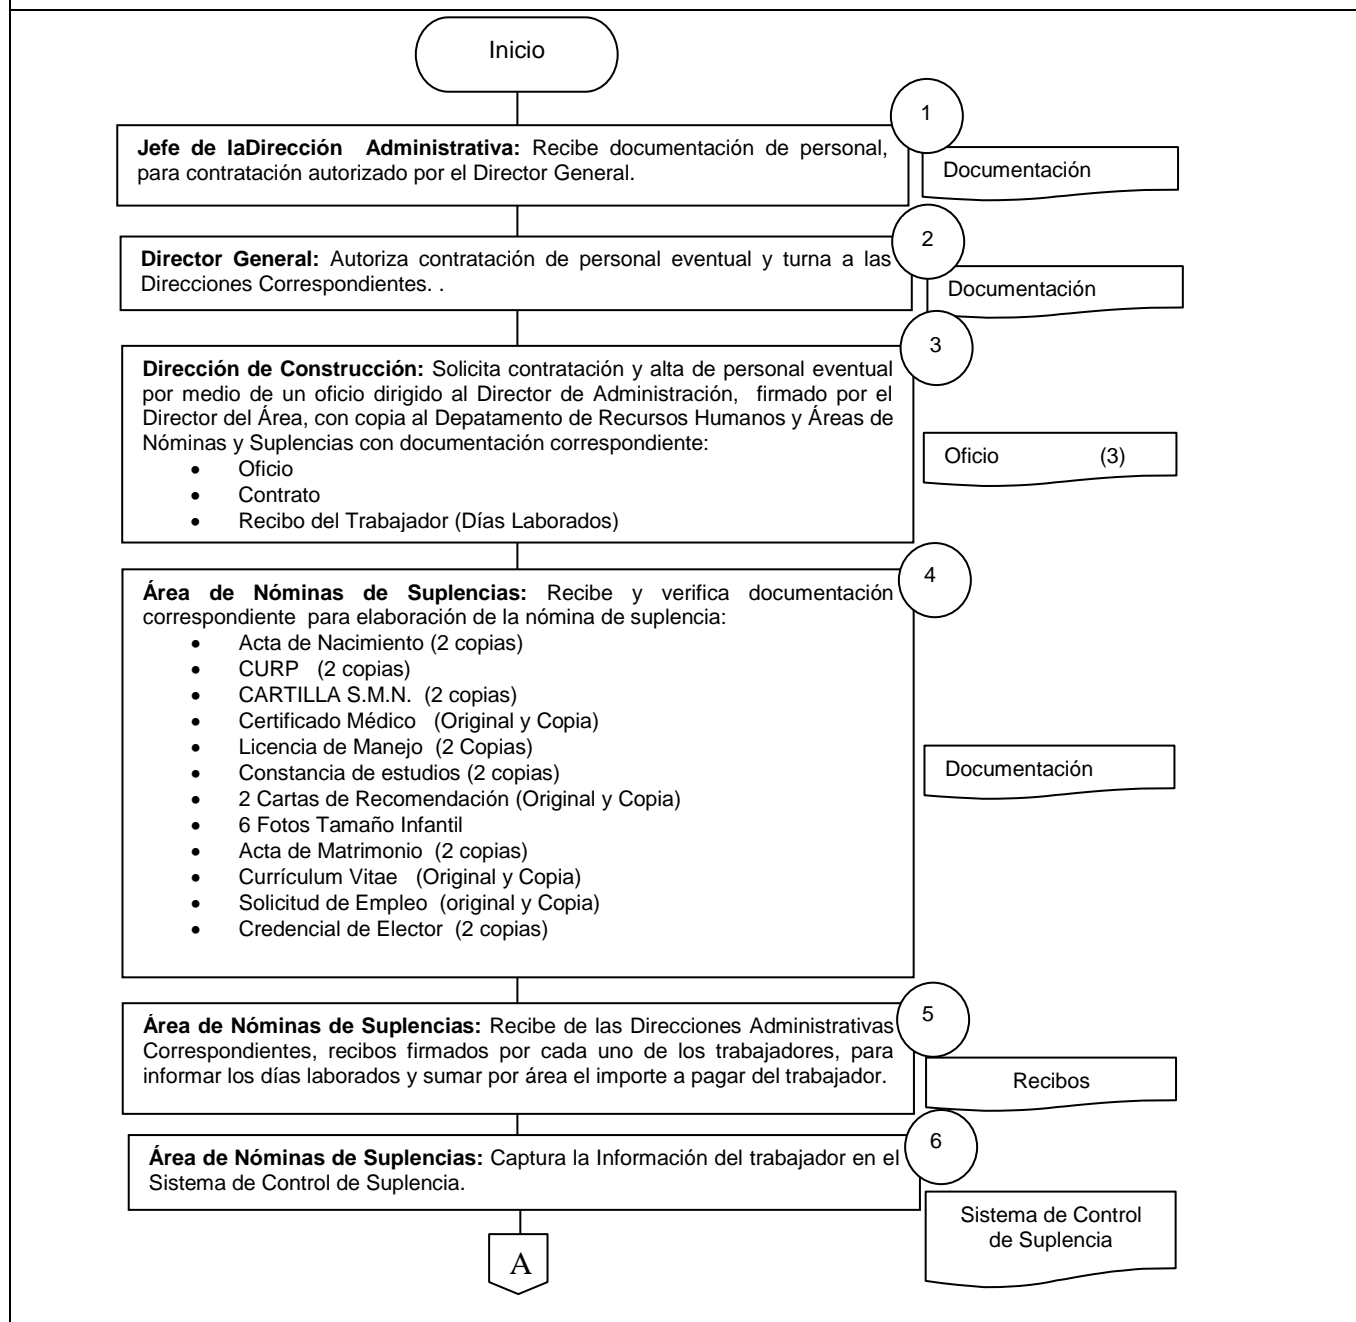 Inicio
1
Jefe de laDirección Administrativa: Recibe documentación de personal,
para contratación autorizado por el Director General.
Documentación
2
Director General: Autoriza contratación de personal eventual y turna a las
Direcciones Correspondientes. .
Documentación
3
Dirección de Construcción: Solicita contratación y alta de personal eventual
por medio de un oficio dirigido al Director de Administración, firmado por el
Director del Área, con copia al Depatamento de Recursos Humanos y Áreas de
Nóminas y Suplencias con documentación correspondiente:
• Oficio
• Contrato
• Recibo del Trabajador (Días Laborados)
Oficio (3)
4
Área de Nóminas de Suplencias: Recibe y verifica documentación
correspondiente para elaboración de la nómina de suplencia:
• Acta de Nacimiento (2 copias)
• CURP (2 copias)
• CARTILLA S.M.N. (2 copias)
• Certificado Médico (Original y Copia)
• Licencia de Manejo (2 Copias)
• Constancia de estudios (2 copias)
• 2 Cartas de Recomendación (Original y Copia)
• 6 Fotos Tamaño Infantil
• Acta de Matrimonio (2 copias)
• Currículum Vitae (Original y Copia)
• Solicitud de Empleo (original y Copia)
• Credencial de Elector (2 copias)
Documentación
5
Área de Nóminas de Suplencias: Recibe de las Direcciones Administrativas
Correspondientes, recibos firmados por cada uno de los trabajadores, para
informar los días laborados y sumar por área el importe a pagar del trabajador.
Recibos
6
Área de Nóminas de Suplencias: Captura la Información del trabajador en el
Sistema de Control de Suplencia.
Sistema de Control
de Suplencia
A